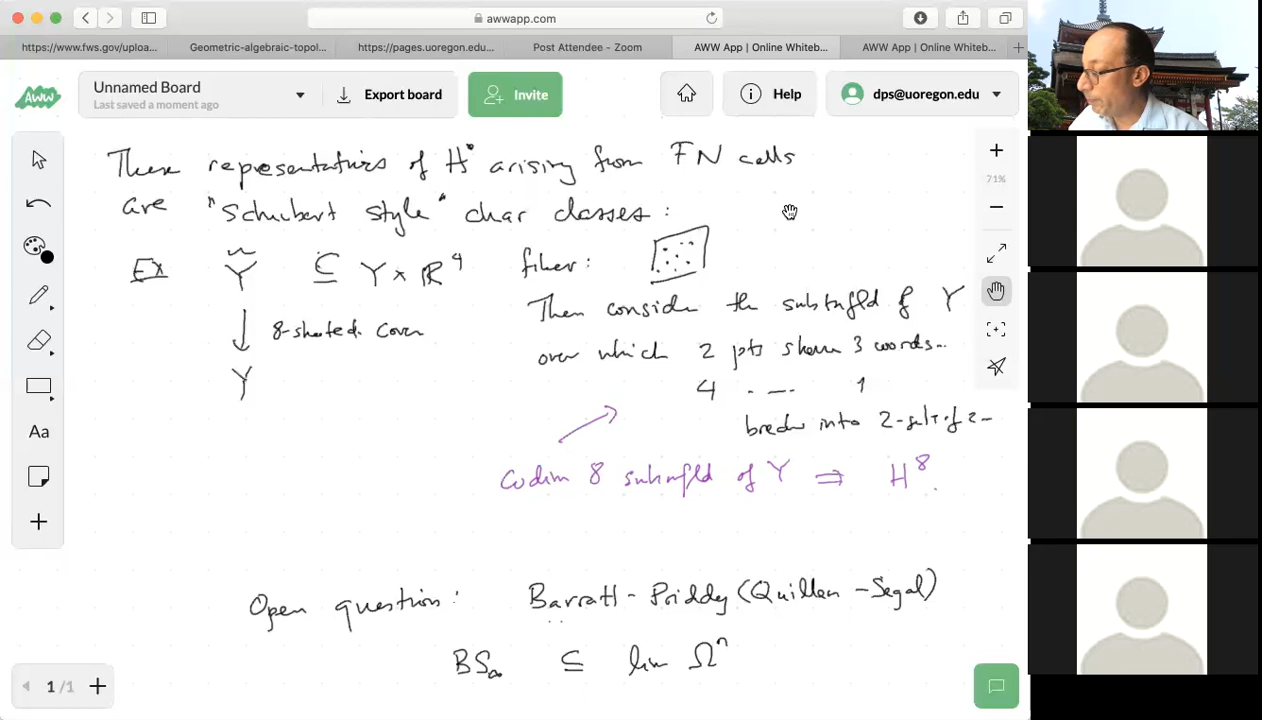 awwapp.com
https://www.fws.gov/uploa...
Geometric-algebraic-topol...
https://pages.uoregon.edu...
Post Attendee - Zoom
AWW App | Online Whiteb...
AWW App | Online Whiteb...
AWW
Unnamed Board
Last saved a moment ago
Export board
Invite
Help
dps@uoregon.edu
71%
These representatives of H• arising from FN cells
are "Schubert style" char classes:
Ex Ỹ ⊆ Y × ℝ⁴ fiber:
Then consider the submfld of Y
↓ 8-sheeted cover
over which 2 pts share 3 coords...
Y
4 . -- . 1
into 2-sets of 2 --
Codim 8 submfld of Y ⇒ H⁸.
Open question: Barratt - Priddy (Quillen - Segal)
BS∞ ⊆ lim Ωⁿ
Aa
1 / 1